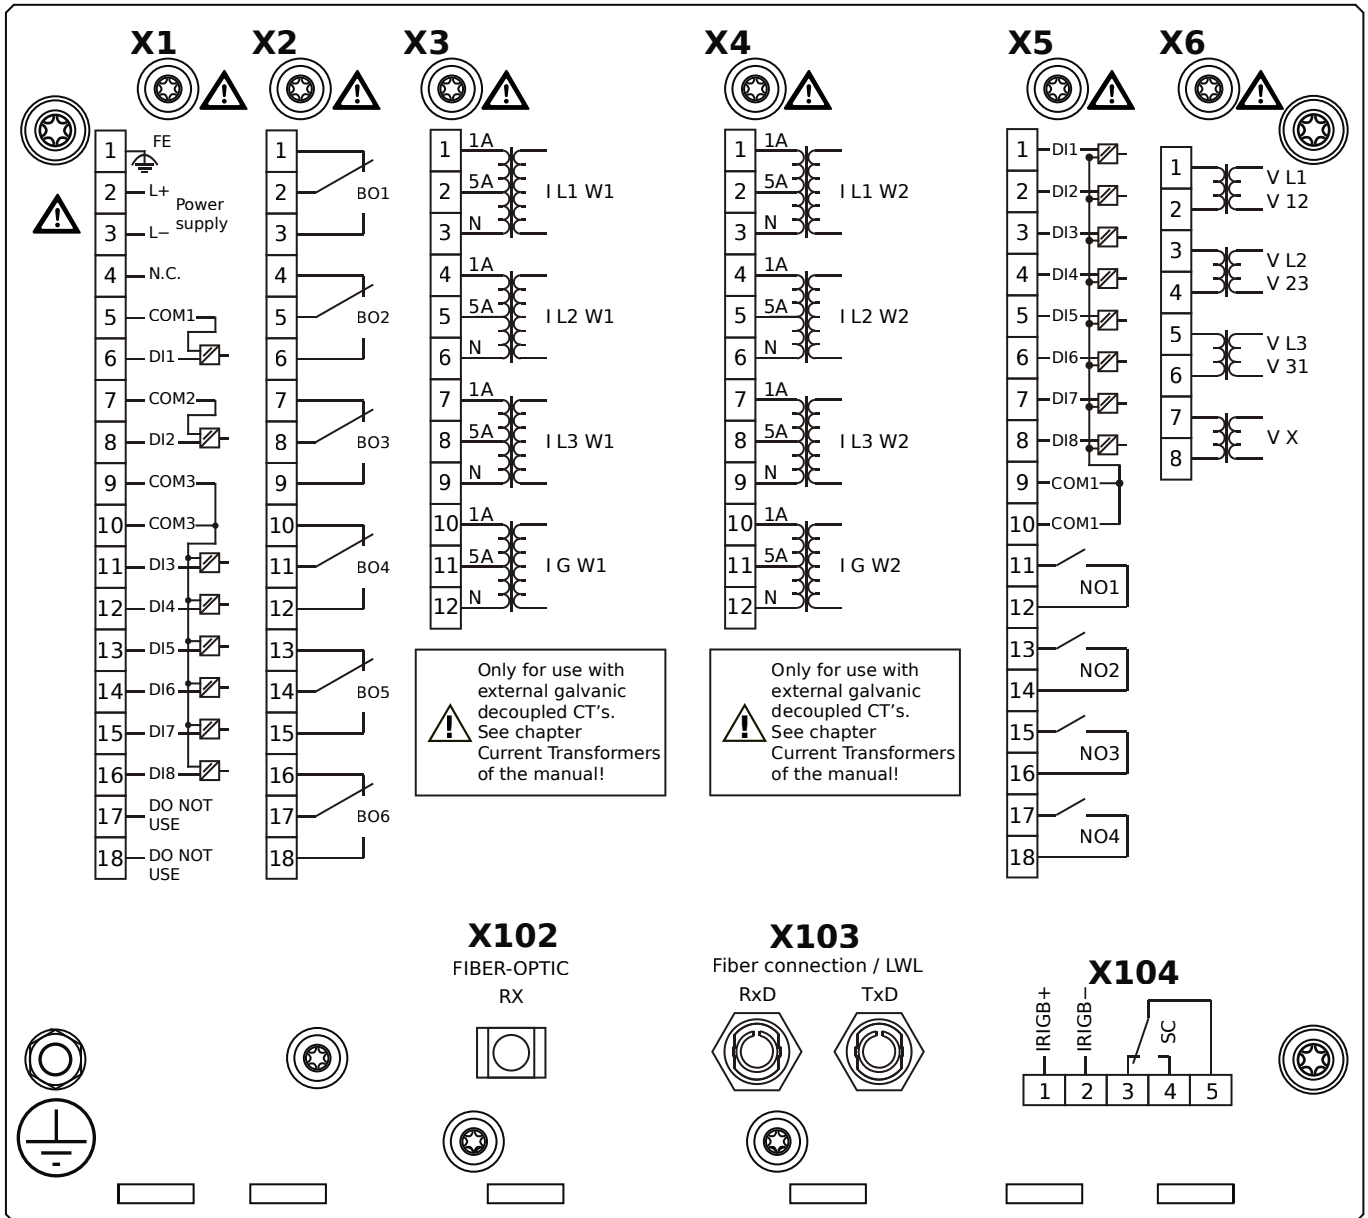 X1
X2
X3
X4
X5
X6
1 FE
2 L+
Power
supply
3 L−
4 N.C.
5 COM1
6 DI1
7 COM2
8 DI2
9 COM3
10 COM3
11 DI3
12 DI4
13 DI5
14 DI6
15 DI7
16 DI8
17 DO NOT
USE
18 DO NOT
USE
1
2 BO1
3
4
5 BO2
6
7
8 BO3
9
10
11 BO4
12
13
14 BO5
15
16
17 BO6
18
1 1A
2 5A I L1 W1
3 N
4 1A
5 5A I L2 W1
6 N
7 1A
8 5A I L3 W1
9 N
10 1A
11 5A I G W1
12 N
Only for use with
external galvanic
decoupled CT's.
See chapter
Current Transformers
of the manual!
1 1A
2 5A I L1 W2
3 N
4 1A
5 5A I L2 W2
6 N
7 1A
8 5A I L3 W2
9 N
10 1A
11 5A I G W2
12 N
Only for use with
external galvanic
decoupled CT's.
See chapter
Current Transformers
of the manual!
1 DI1
2 DI2
3 DI3
4 DI4
5 DI5
6 DI6
7 DI7
8 DI8
9 COM1
10 COM1
11
NO1
12
13
NO2
14
15
NO3
16
17
NO4
18
1 V L1
2 V 12
3 V L2
4 V 23
5 V L3
6 V 31
7
V X
8
X102
FIBER-OPTIC
RX
X103
Fiber connection / LWL
RxD TxD
X104
IRIGB+
IRIGB−
SC
1 2 3 4 5